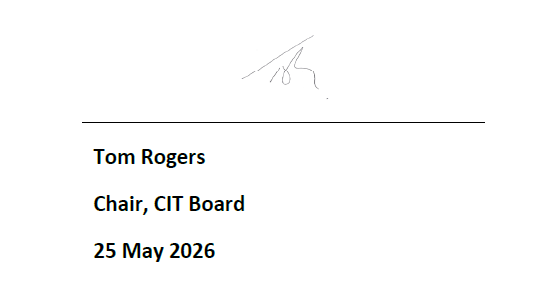 Tom Rogers
Chair, CIT Board
25 May 2026